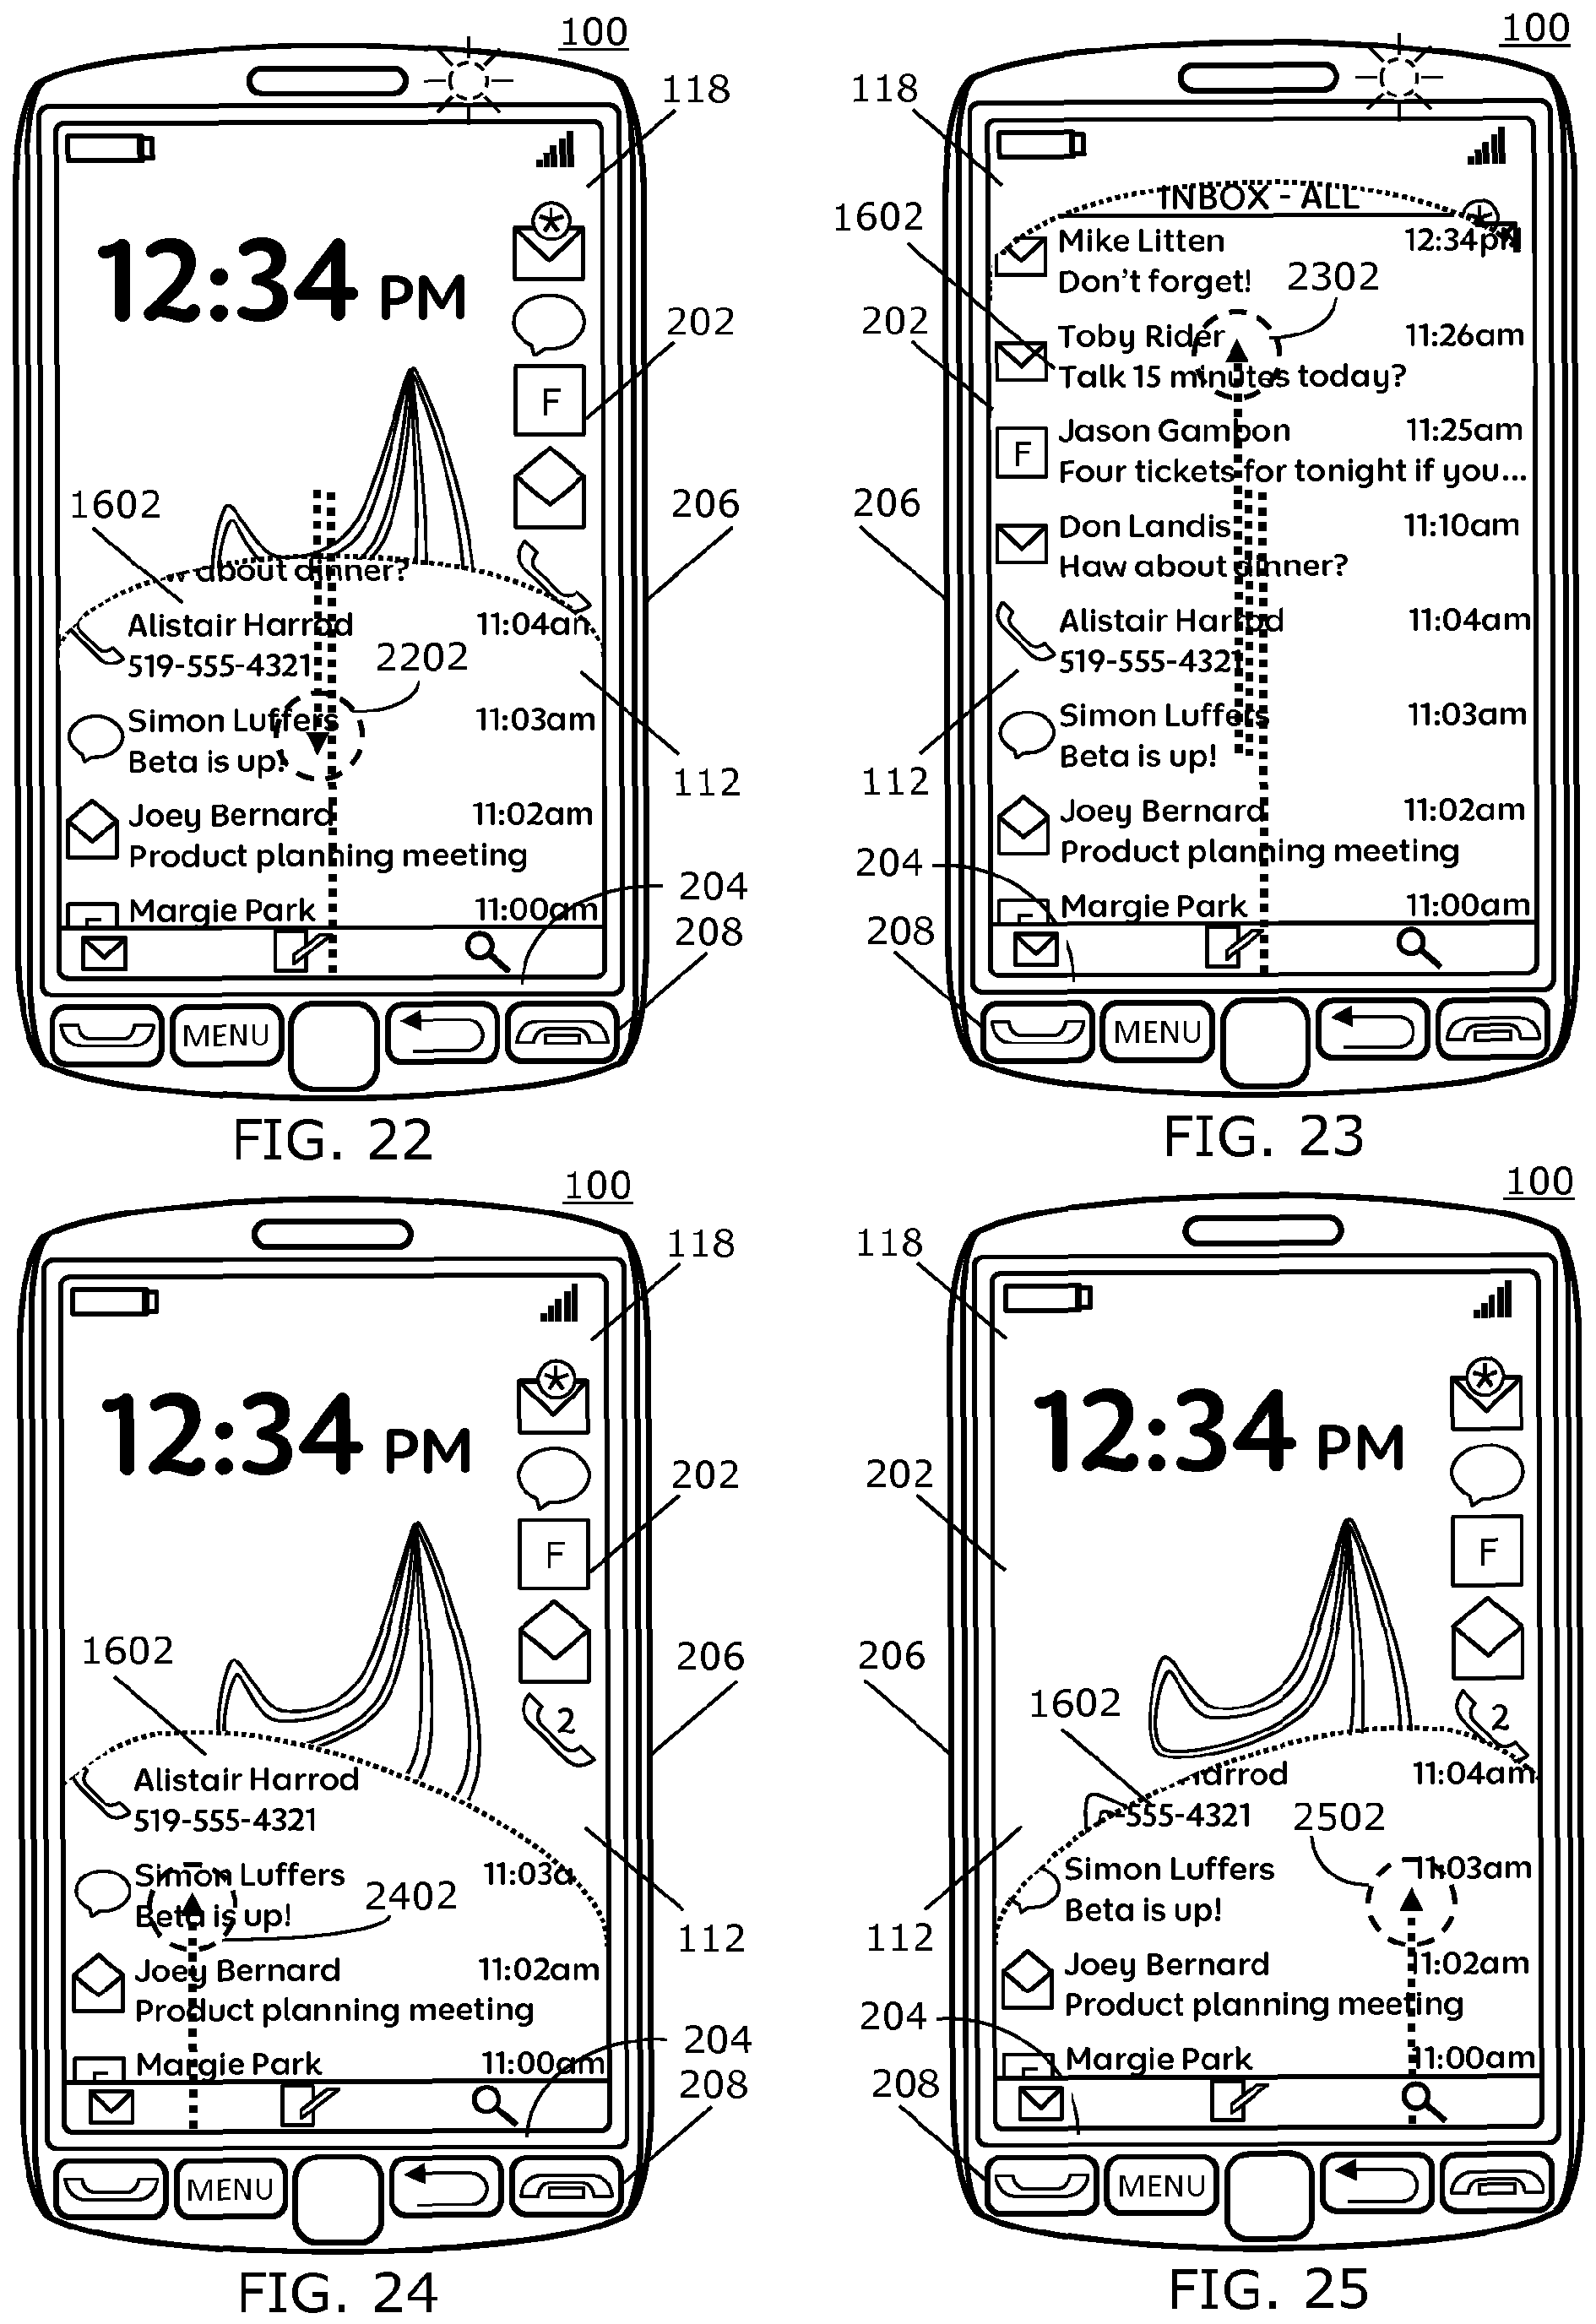 100
118
12:34 PM
F
202
1602
206
about dinner?
Alistair Harrod 11:04am
519-555-4321
2202
Simon Luffers 11:03am
Beta is up!
112
Joey Bernard 11:02am
Product planning meeting
204
Margie Park 11:00am
F
208
MENU
FIG. 22
100
118
INBOX - ALL
1602
Mike Litten 12:34pm
Don't forget!
2302
202
Toby Rider 11:26am
Talk 15 minutes today?
F
Jason Gambon 11:25am
Four tickets for tonight if you...
206
Don Landis 11:10am
Haw about dinner?
Alistair Harrod 11:04am
519-555-4321
Simon Luffers 11:03am
Beta is up!
112
Joey Bernard 11:02am
Product planning meeting
204
Margie Park 11:00am
F
208
MENU
FIG. 23
100
118
12:34 PM
202
F
1602
206
2
Alistair Harrod
519-555-4321
Simon Luffers 11:03a
2402
Beta is up!
112
Joey Bernard 11:02am
Product planning meeting
204
Margie Park 11:00am
F
208
MENU
FIG. 24
100
118
12:34 PM
202
F
206
1602
2
arrod 11:04am
555-4321
2502
Simon Luffers 11:03am
Beta is up!
112
Joey Bernard 11:02am
Product planning meeting
204
Margie Park 11:00am
F
208
MENU
FIG. 25